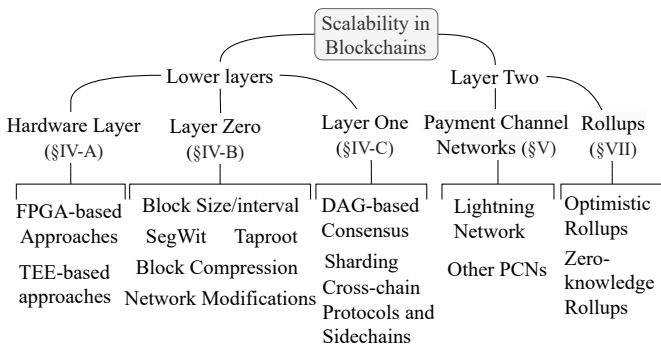 Scalability in
Blockchains
Lower layers
Layer Two
Hardware Layer
(§IV-A)
Layer Zero
(§IV-B)
Layer One
(§IV-C)
Payment Channel
Networks (§V)
Rollups
(§VII)
FPGA-based
Approaches
TEE-based
approaches
Block Size/interval
SegWit Taproot
Block Compression
Network Modifications
DAG-based
Consensus
Sharding
Cross-chain
Protocols and
Sidechains
Lightning
Network
Other PCNs
Optimistic
Rollups
Zero-
knowledge
Rollups